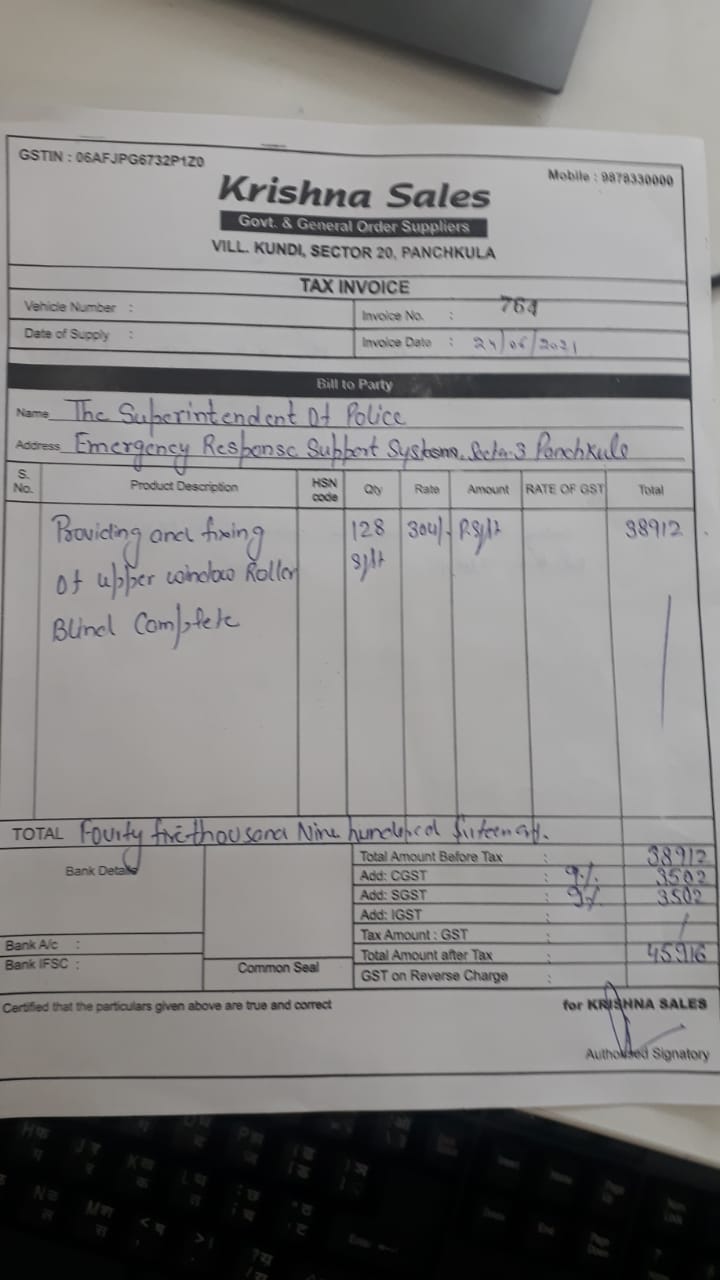 GSTIN : 06AFJPG6732P1Z0
Mobile : 9878330000
Krishna Sales
Govt. & General Order Suppliers
VILL. KUNDI, SECTOR 20, PANCHKULA
TAX INVOICE
Vehicle Number :
Invoice No. : 764
Date of Supply :
Invoice Date : 24/06/2021
Bill to Party
Name The Superintendent Of Police
Address Emergency Response Support Systems, Sector-3 Panchkula
S. No. Product Description HSN code Qty Rate Amount RATE OF GST Total
Providing and fixing 128 304/- P.Sqft 38912
of upper window Roller Sqft
Blind Complete
TOTAL Fourty five thousand Nine hundered Sixteen
Bank Details
Total Amount Before Tax : 38912
Add: CGST : 9% 3502
Add: SGST : 9% 3502
Add: IGST :
Tax Amount : GST :
Bank A/c :
Total Amount after Tax : 45916
Bank IFSC :
Common Seal
GST on Reverse Charge :
Certified that the particulars given above are true and correct
for KRISHNA SALES
Authorised Signatory